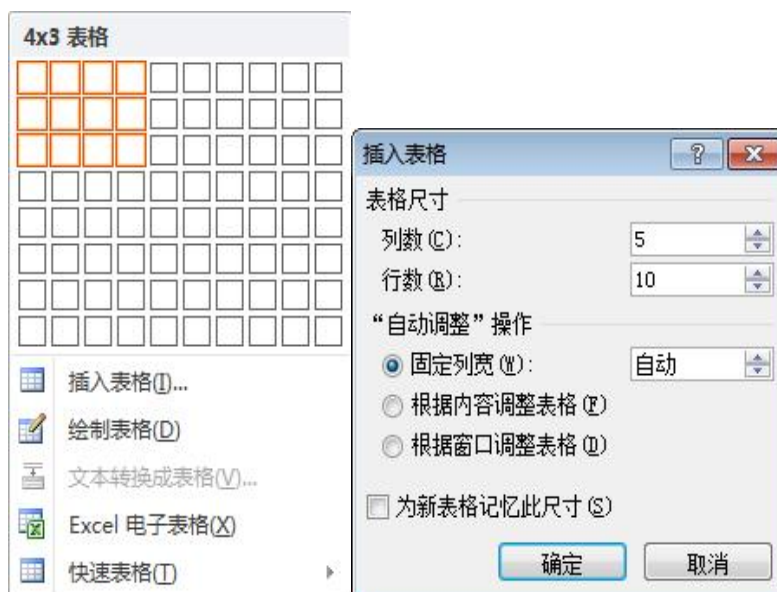 4x3 表格
插入表格(I)...
绘制表格(D)
文本转换成表格(V)...
Excel 电子表格(X)
快速表格(T)
插入表格
表格尺寸
列数(C): 5
行数(R): 10
“自动调整”操作
固定列宽(W): 自动
根据内容调整表格(F)
根据窗口调整表格(D)
为新表格记忆此尺寸(S)
确定 取消